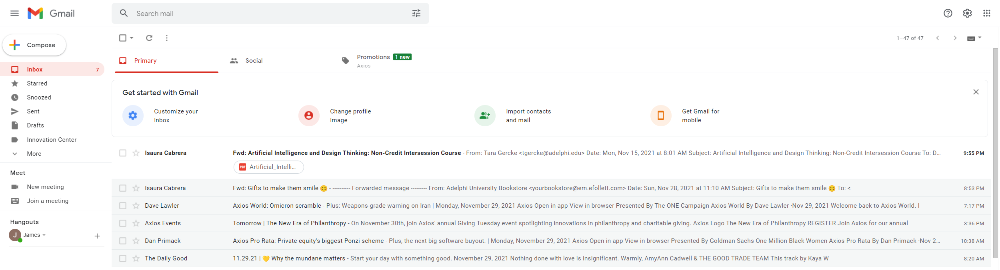 Gmail
Search mail
Compose
1–47 of 47
Primary
Social
Promotions 1 new
Axios
Inbox 7
Starred
Snoozed
Sent
Drafts
Innovation Center
More
Meet
New meeting
Join a meeting
Hangouts
J James
Get started with Gmail
Customize your
inbox
Change profile
image
Import contacts
and mail
Get Gmail for
mobile
Isaura Cabrera Fwd: Artificial Intelligence and Design Thinking: Non-Credit Intersession Course - From: Tara Gercke <tgercke@adelphi.edu> Date: Mon, Nov 15, 2021 at 8:01 AM Subject: Artificial Intelligence and Design Thinking: Non-Credit Intersession Course To: D... 9:55 PM
PDF Artificial_Intelli...
Isaura Cabrera Fwd: Gifts to make them smile 😊 - ---------- Forwarded message --------- From: Adelphi University Bookstore <yourbookstore@em.efollett.com> Date: Sun, Nov 28, 2021 at 11:10 AM Subject: Gifts to make them smile 😊 To: < 8:53 PM
Dave Lawler Axios World: Omicron scramble - Plus: Weapons-grade warning on Iran | Monday, November 29, 2021 Axios Open in app View in browser Presented By The ONE Campaign Axios World By Dave Lawler ·Nov 29, 2021 Welcome back to Axios World. I 7:17 PM
Axios Events Tomorrow | The New Era of Philanthropy - On November 30th, join Axios' annual Giving Tuesday event spotlighting innovations in philanthropy and charitable giving. Axios Logo The New Era of Philanthropy REGISTER Join Axios for our annual 3:36 PM
Dan Primack Axios Pro Rata: Private equity's biggest Ponzi scheme - Plus, the next big software buyout. | Monday, November 29, 2021 Axios Open in app View in browser Presented By Goldman Sachs One Million Black Women Axios Pro Rata By Dan Primack ·Nov 2... 10:38 AM
The Daily Good 11.29.21 | 💛 Why the mundane matters - Start your day with something good. November 29, 2021 Nothing done with love is insignificant. Warmly, AmyAnn Cadwell & THE GOOD TRADE TEAM This track by Kaya W 8:20 AM